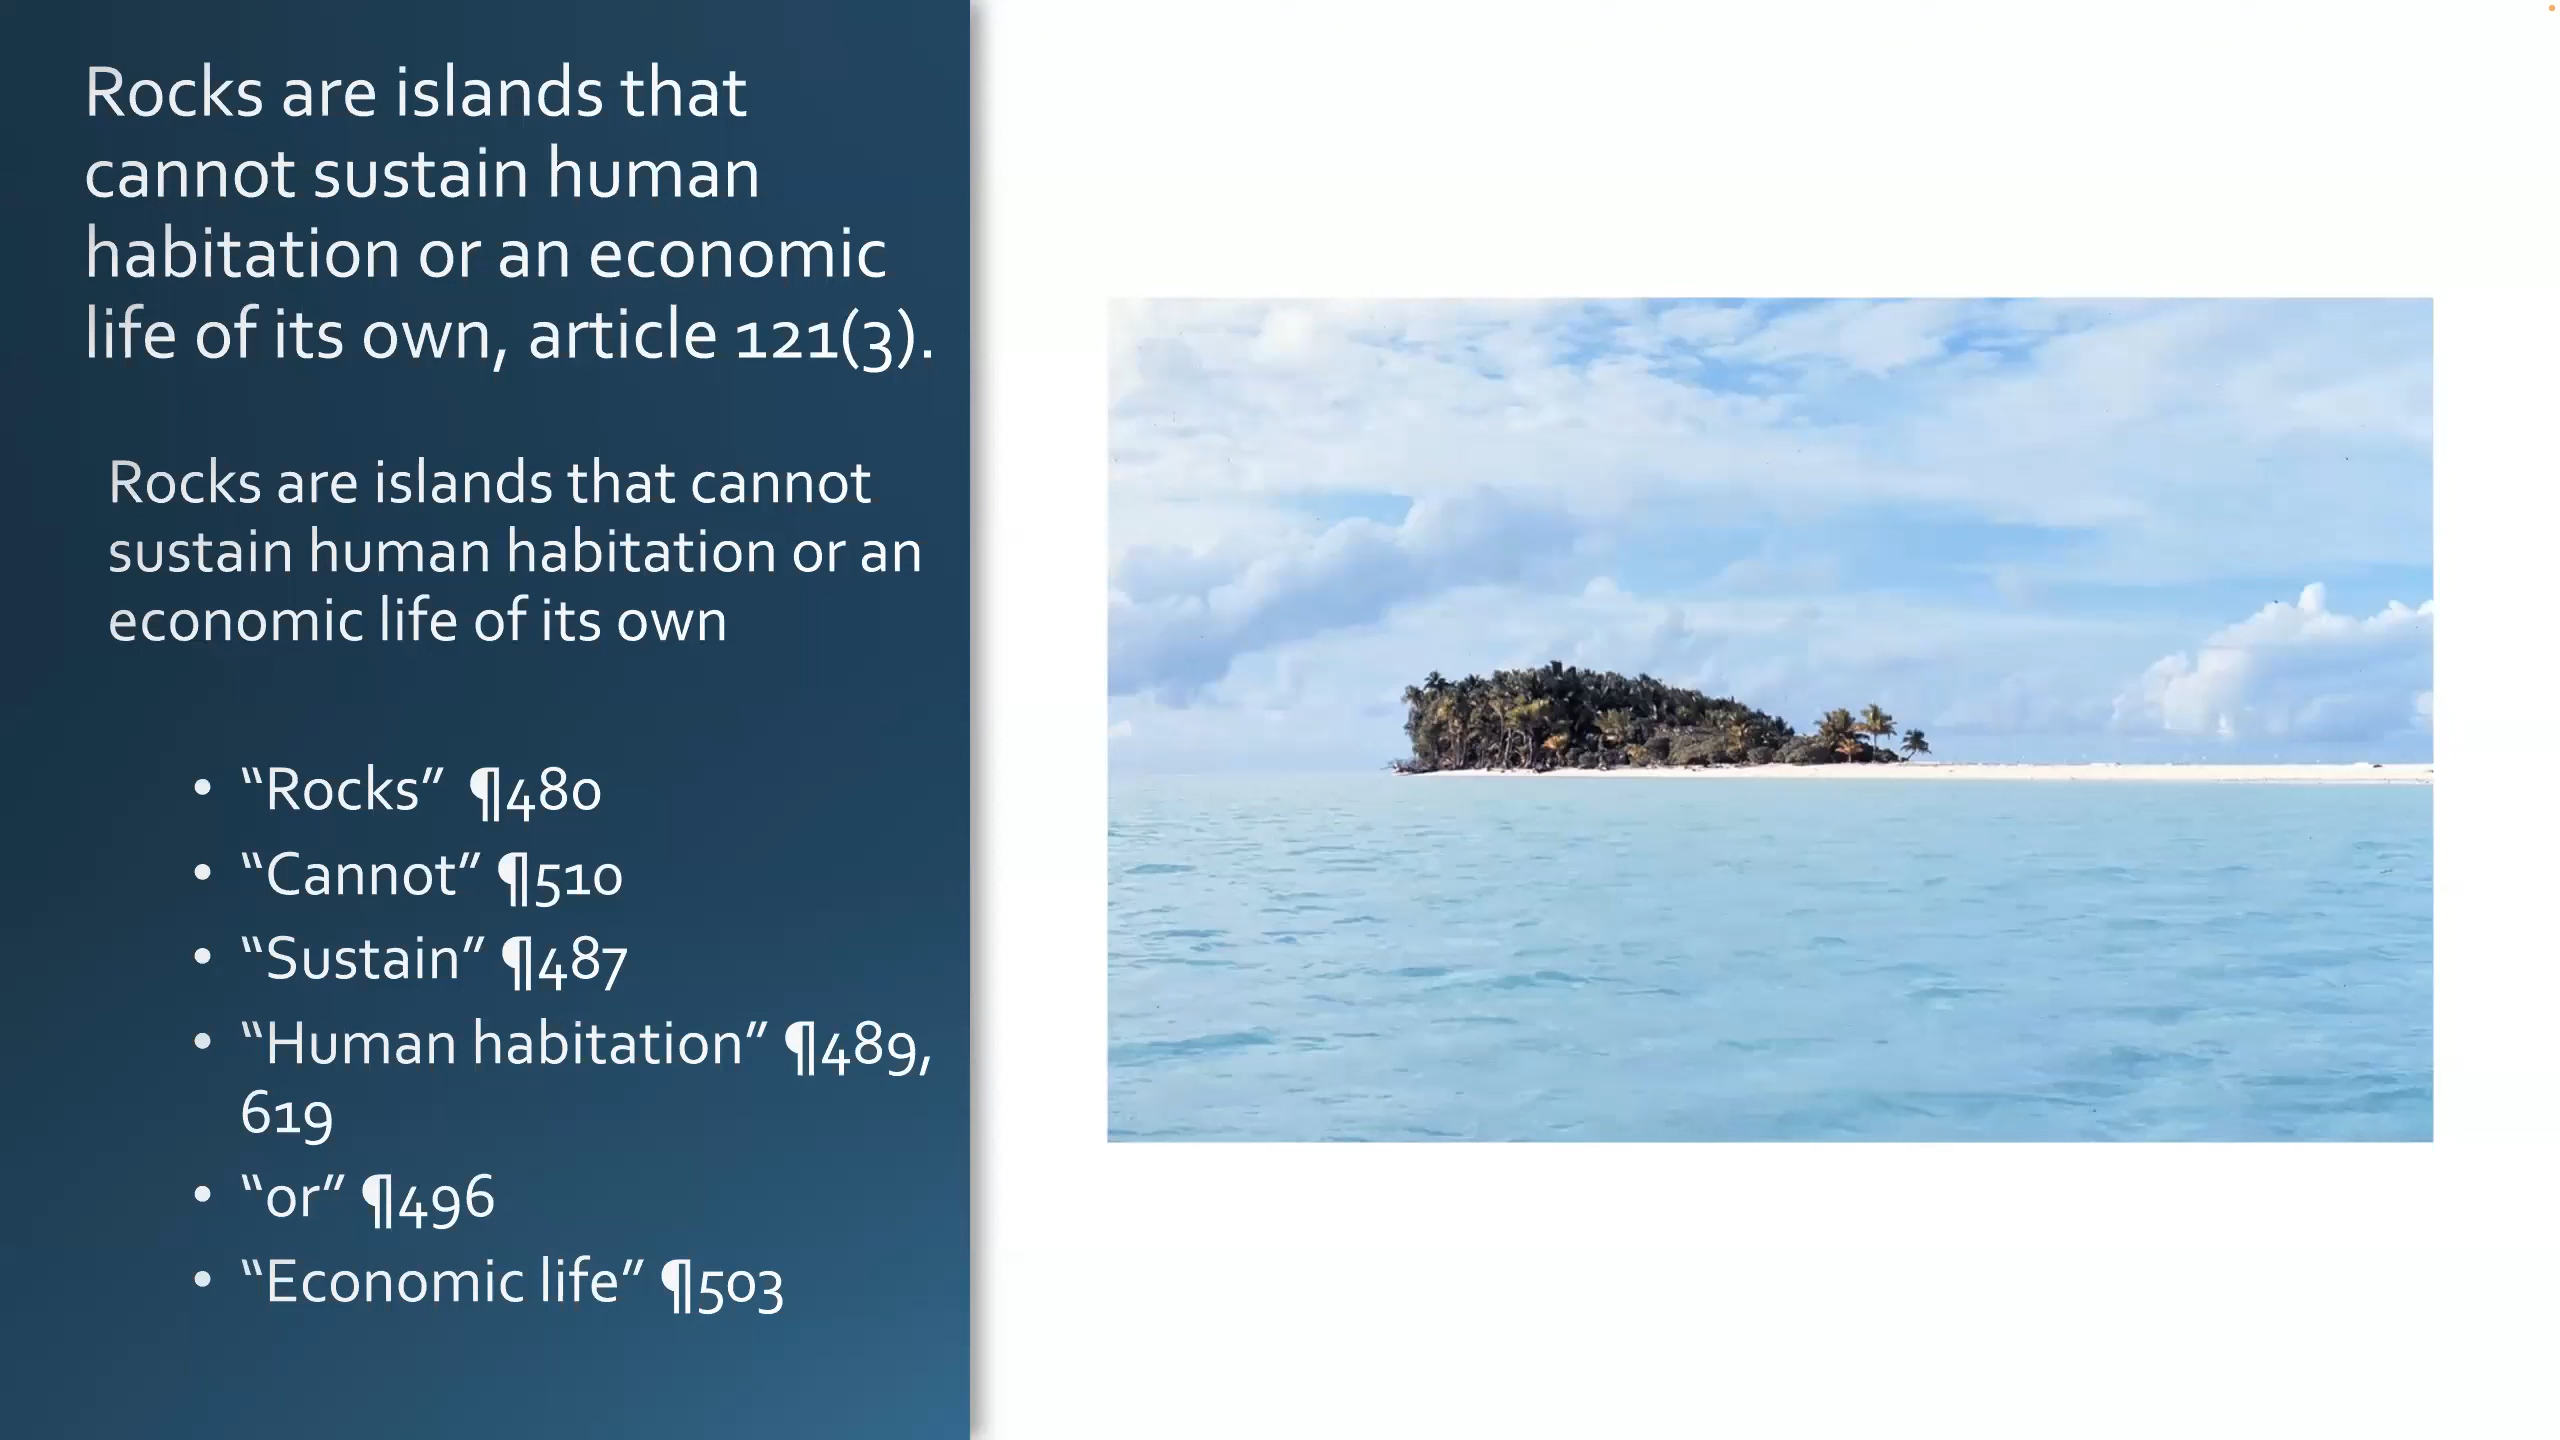 Rocks are islands that
cannot sustain human
habitation or an economic
life of its own, article 121(3).
Rocks are islands that cannot
sustain human habitation or an
economic life of its own
• “Rocks” ¶480
• “Cannot” ¶510
• “Sustain” ¶487
• “Human habitation” ¶489,
619
• “or” ¶496
• “Economic life” ¶503